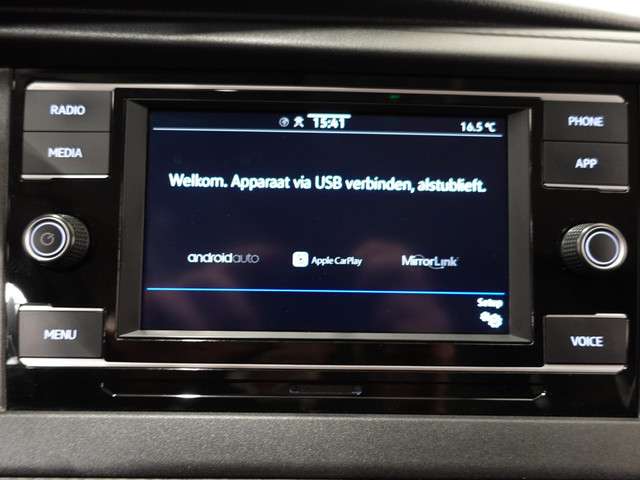 RADIO
MEDIA
15:41
16.5 °C
PHONE
APP
Welkom. Apparaat via USB verbinden, alstublieft.
androidauto
Apple CarPlay
MirrorLink
Setup
MENU
VOICE